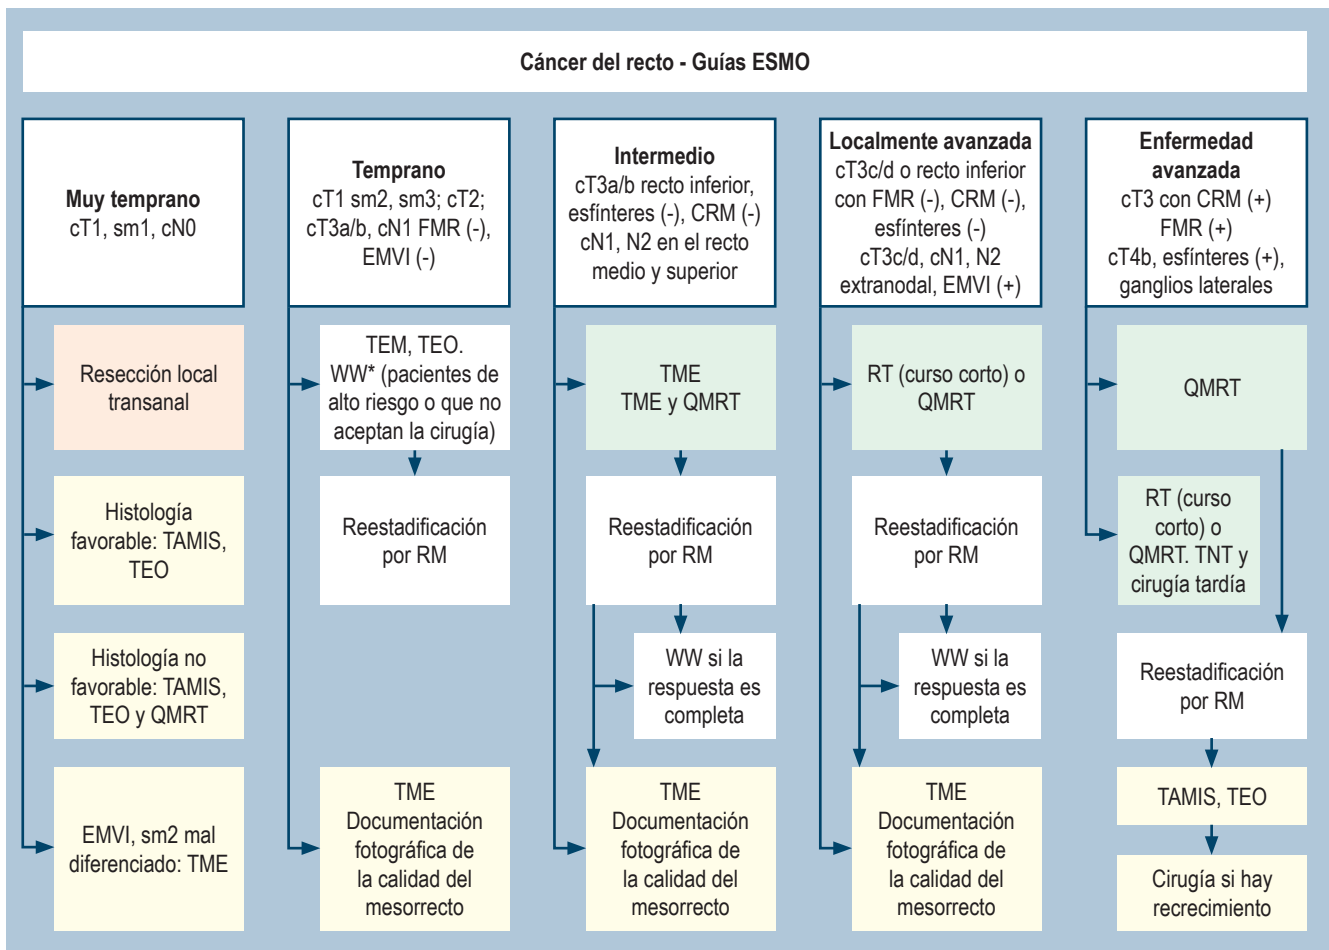 Cáncer del recto - Guías ESMO
Muy temprano
cT1, sm1, cN0
Resección local
transanal
Histología
favorable: TAMIS,
TEO
Histología no
favorable: TAMIS,
TEO y QMRT
EMVI, sm2 mal
diferenciado: TME
Temprano
cT1 sm2, sm3; cT2;
cT3a/b, cN1 FMR (-),
EMVI (-)
TEM, TEO.
WW* (pacientes de
alto riesgo o que no
aceptan la cirugía)
Reestadificación
por RM
TME
Documentación
fotográfica de
la calidad del
mesorrecto
Intermedio
cT3a/b recto inferior,
esfínteres (-), CRM (-)
cN1, N2 en el recto
medio y superior
TME
TME y QMRT
Reestadificación
por RM
WW si la
respuesta es
completa
TME
Documentación
fotográfica de
la calidad del
mesorrecto
Localmente avanzada
cT3c/d o recto inferior
con FMR (-), CRM (-),
esfínteres (-)
cT3c/d, cN1, N2
extranodal, EMVI (+)
RT (curso corto) o
QMRT
Reestadificación
por RM
WW si la
respuesta es
completa
TME
Documentación
fotográfica de
la calidad del
mesorrecto
Enfermedad
avanzada
cT3 con CRM (+)
FMR (+)
cT4b, esfínteres (+),
ganglios laterales
QMRT
RT (curso
corto) o
QMRT. TNT y
cirugía tardía
Reestadificación
por RM
TAMIS, TEO
Cirugía si hay
recrecimiento